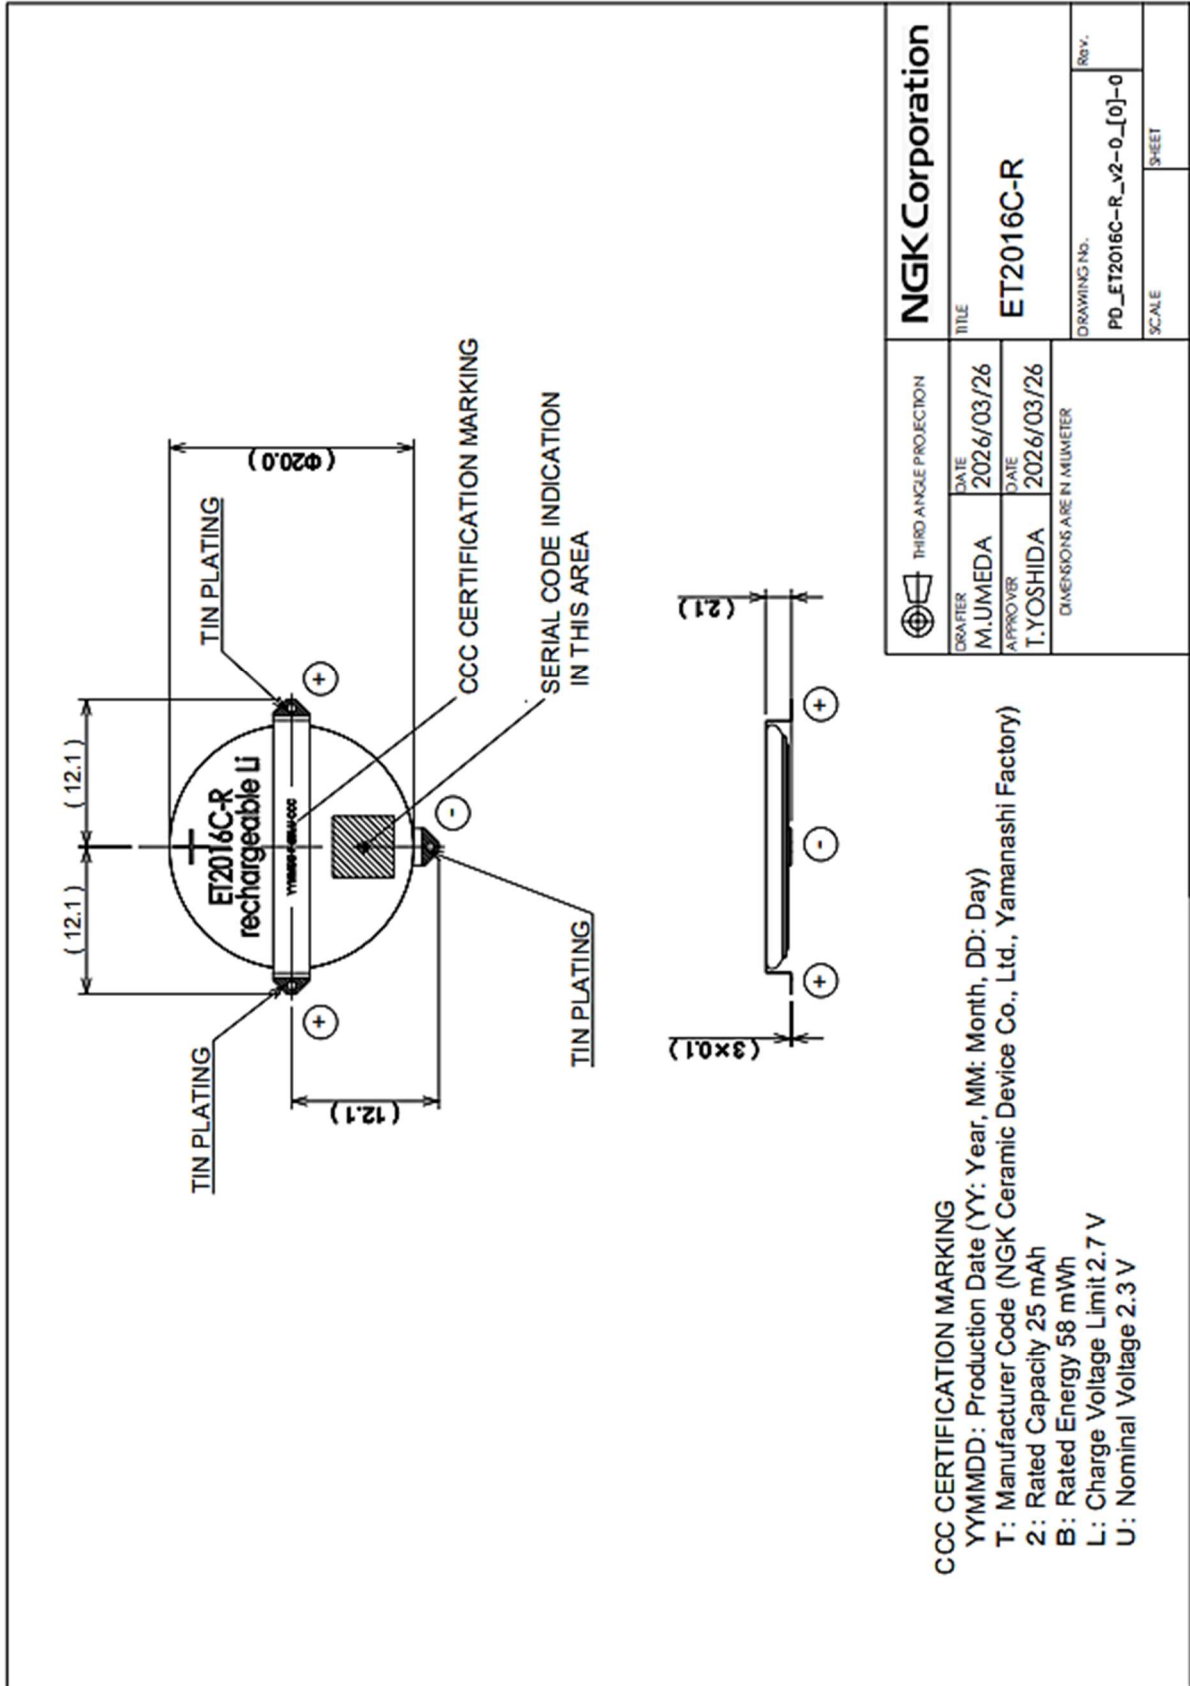 ( 12.1 )
( 12.1 )
TIN PLATING
TIN PLATING
( Φ20.0 )
ET2016C-R
rechargeable Li
+
+
-
( 12.1 )
CCC CERTIFICATION MARKING
SERIAL CODE INDICATION
IN THIS AREA
TIN PLATING
( 2.1 )
( 3×0.1 )
+
-
+
CCC CERTIFICATION MARKING
YYMMDD: Production Date (YY: Year, MM: Month, DD: Day)
T: Manufacturer Code (NGK Ceramic Device Co., Ltd., Yamanashi Factory)
2: Rated Capacity 25 mAh
B: Rated Energy 58 mWh
L: Charge Voltage Limit 2.7 V
U: Nominal Voltage 2.3 V
THIRD ANGLE PROJECTION
NGK Corporation
DRAFTER
M.UMEDA
DATE
2026/03/26
TITLE
ET2016C-R
APPROVER
T.YOSHIDA
DATE
2026/03/26
DIMENSIONS ARE IN MILIMETER
DRAWING No.
PD_ET2016C-R_v2-0_[0]-0
Rev.
SCALE
SHEET